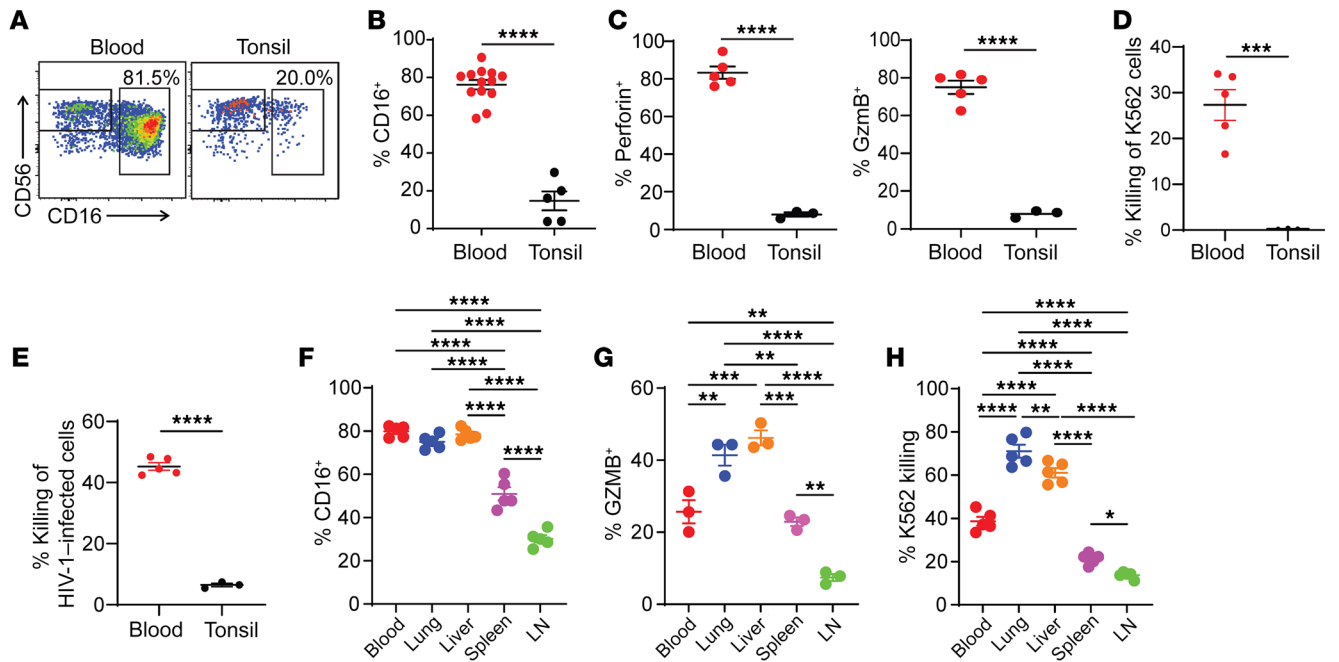 A
Blood
Tonsil
81.5%
20.0%
CD56
CD16
B
****
% CD16⁺
100
80
60
40
20
0
Blood
Tonsil
C
****
% Perforin⁺
100
80
60
40
20
0
Blood
Tonsil
****
% GzmB⁺
100
80
60
40
20
0
Blood
Tonsil
D
***
% Killing of K562 cells
40
30
20
10
0
Blood
Tonsil
E
****
% Killing of
HIV-1–infected cells
60
40
20
0
Blood
Tonsil
F
****
****
****
****
****
****
****
% CD16⁺
100
80
60
40
20
0
Blood
Lung
Liver
Spleen
LN
G
**
****
**
***
****
**
***
**
% GZMB⁺
60
40
20
0
Blood
Lung
Liver
Spleen
LN
H
****
****
****
****
****
****
**
****
****
*
% K562 killing
100
80
60
40
20
0
Blood
Lung
Liver
Spleen
LN